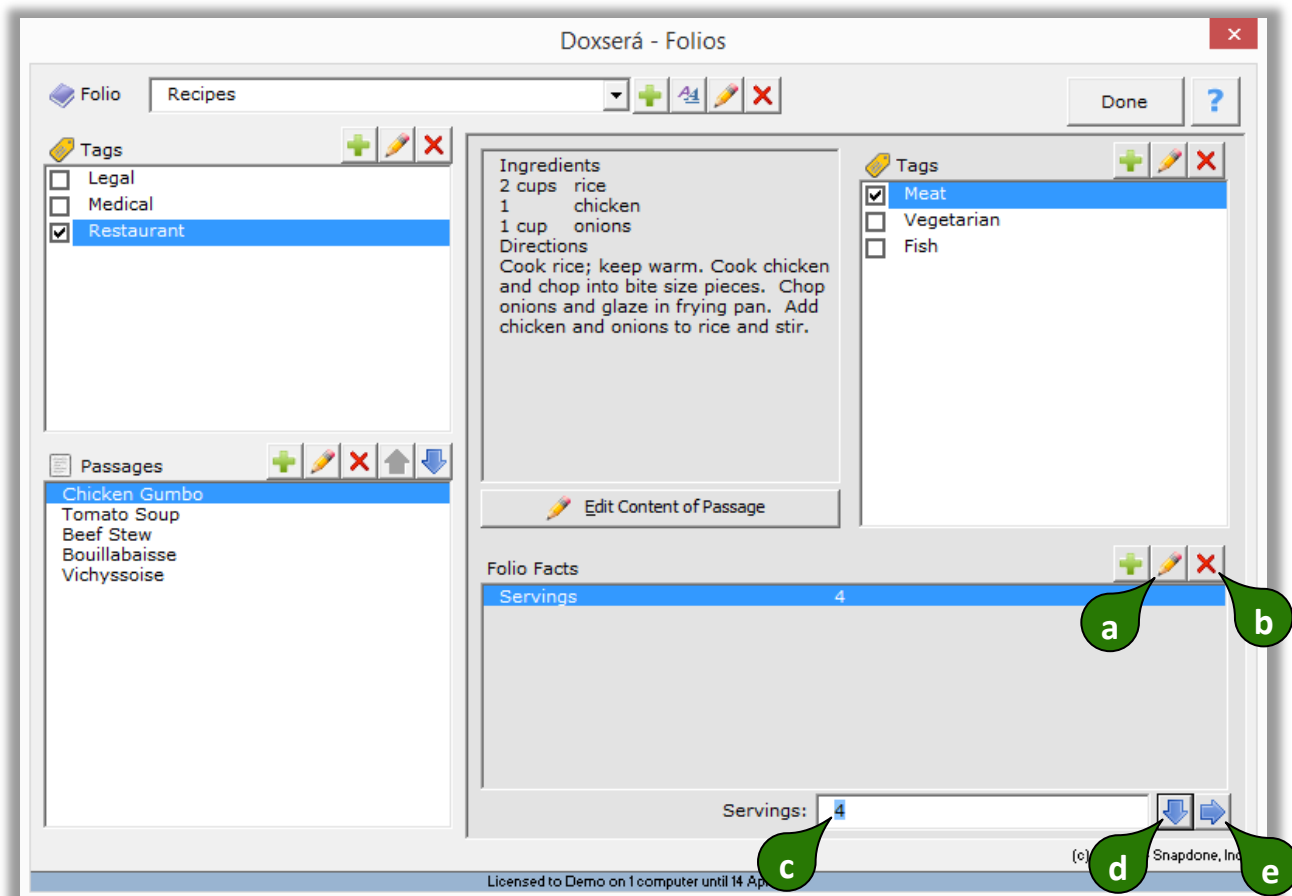 Doxserá - Folios
Folio
Recipes
Done
?
Tags
Legal
Medical
Restaurant
Ingredients
2 cups rice
1 chicken
1 cup onions
Directions
Cook rice; keep warm. Cook chicken
and chop into bite size pieces. Chop
onions and glaze in frying pan. Add
chicken and onions to rice and stir.
Edit Content of Passage
Tags
Meat
Vegetarian
Fish
Passages
Chicken Gumbo
Tomato Soup
Beef Stew
Bouillabaisse
Vichyssoise
Folio Facts
Servings 4
a
b
Servings: 4
c
d
e
(c) Snapdone, Inc
Licensed to Demo on 1 computer until 14 Ap